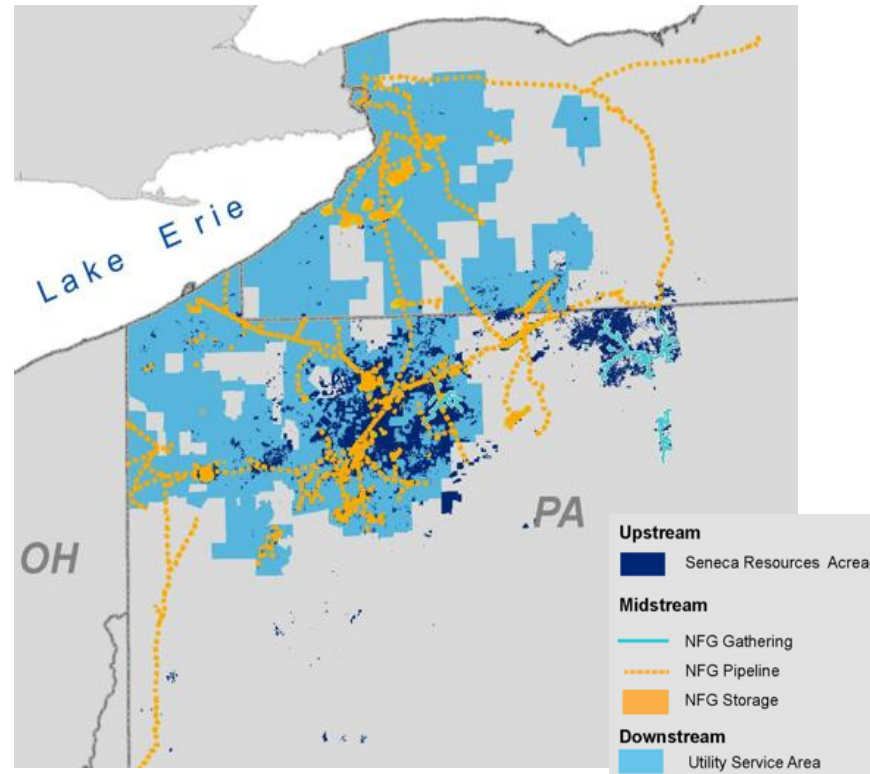 Lake Erie
PA
OH
Upstream
Seneca Resources Acrea
Midstream
NFG Gathering
NFG Pipeline
NFG Storage
Downstream
Utility Service Area